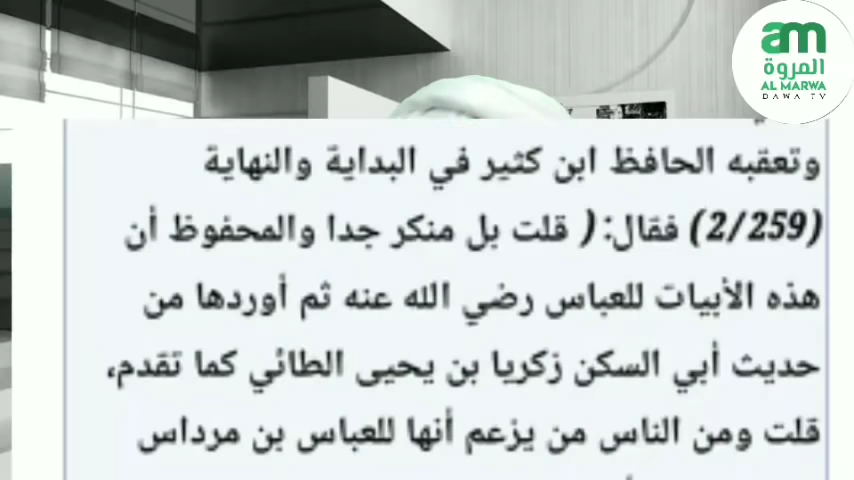 am
المروة
AL MARWA
DAWA TV
وتعقبه الحافظ ابن كثير في البداية والنهاية
(2/259) فقال: ( قلت بل منكر جدا والمحفوظ أن
هذه الأبيات للعباس رضي الله عنه ثم أوردها من
حديث أبي السكن زكريا بن يحيى الطائي كما تقدم،
قلت ومن الناس من يزعم أنها للعباس بن مرداس